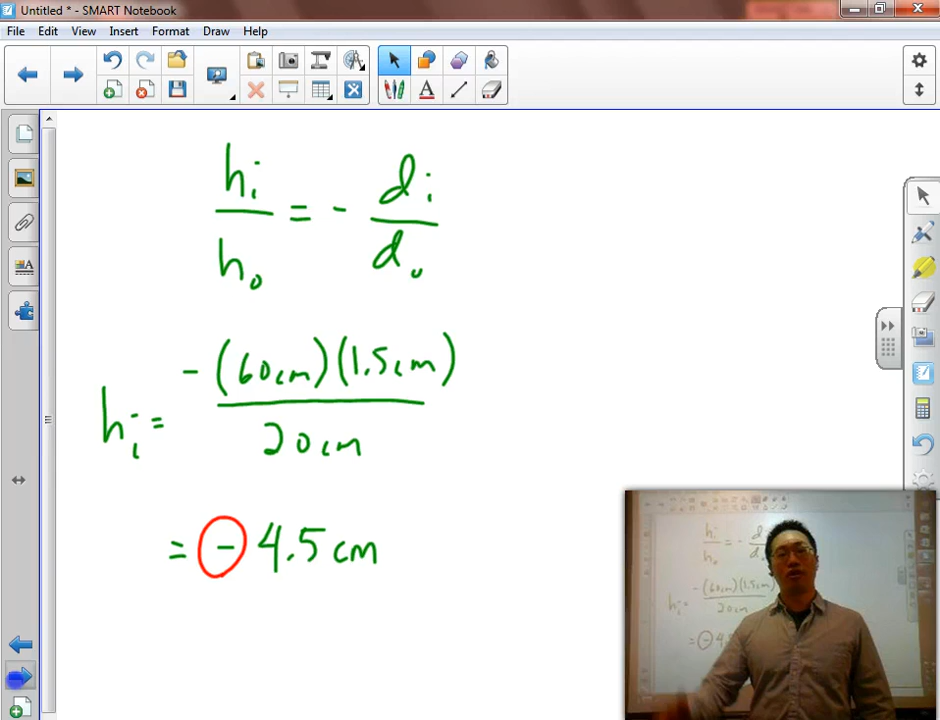 Untitled * - SMART Notebook
File Edit View Insert Format Draw Help
hi/ho = - di/do
hi = -(60cm)(1.5cm)/20cm
= - 4.5 cm